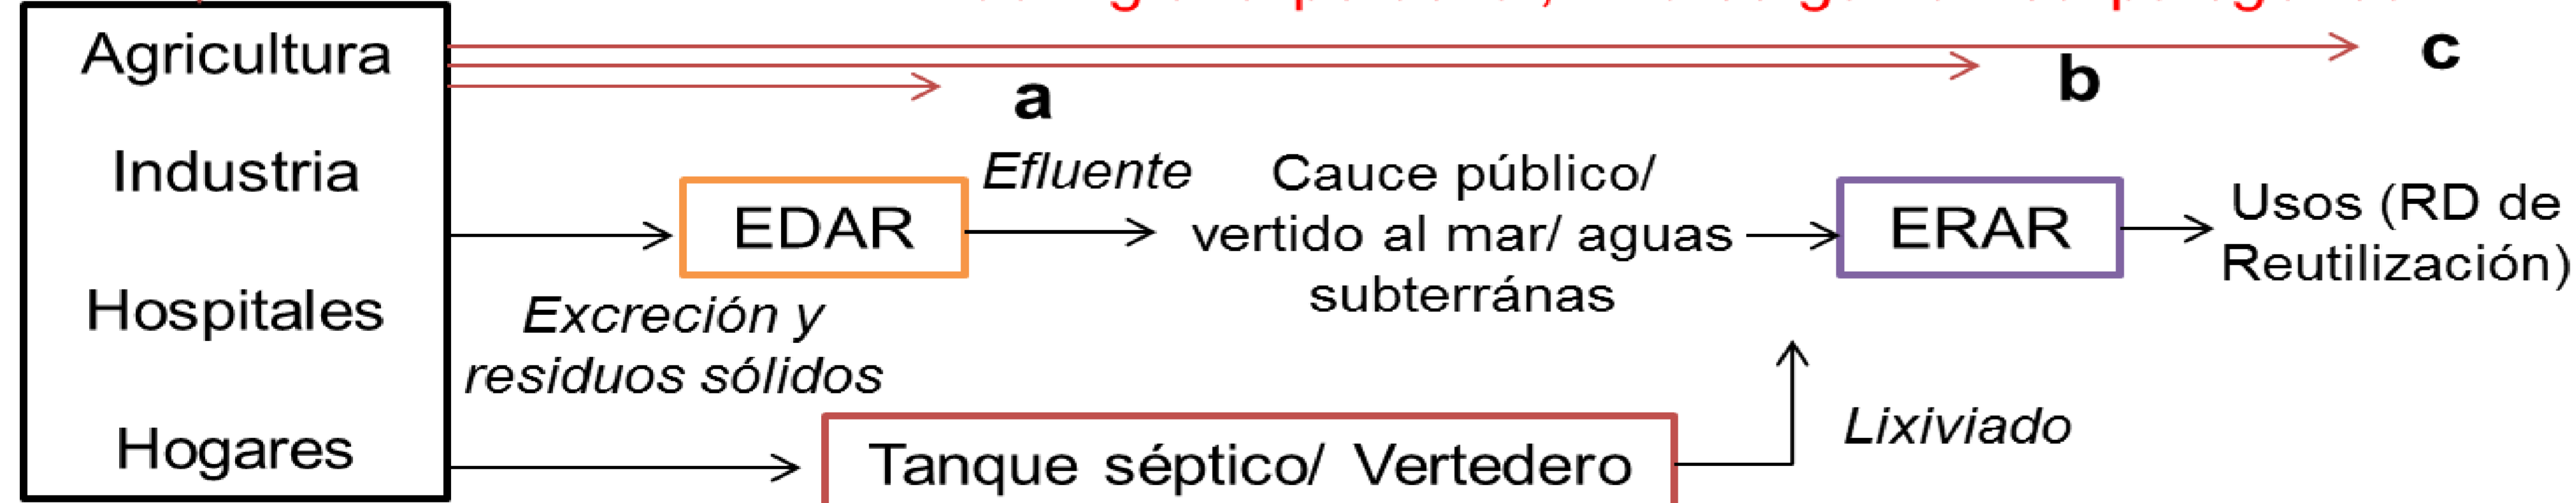 Agricultura
c
b
a
Industria
Efluente
Cauce público/
EDAR
vertido al mar/ aguas
subterránas
ERAR
Usos (RD de
Reutilización)
Hospitales
Excreción y
residuos sólidos
Hogares
Tanque séptico/ Vertedero
Lixiviado